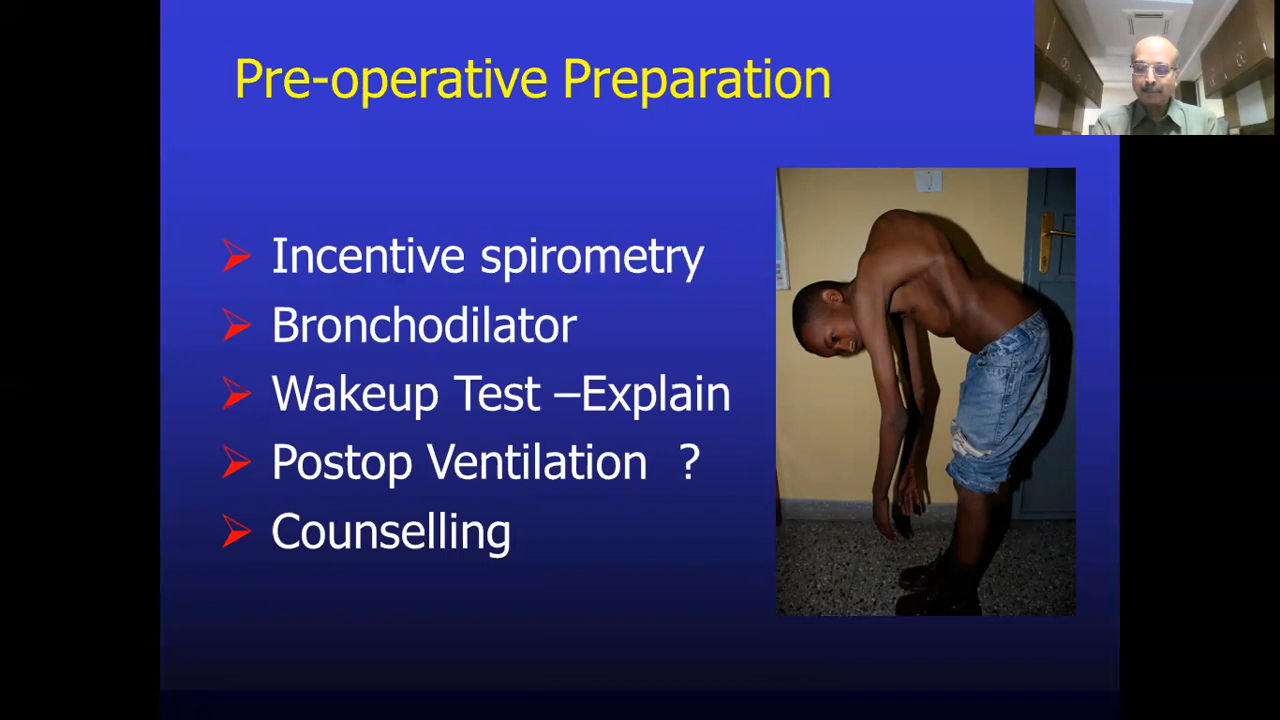 Pre-operative Preparation
Incentive spirometry
Bronchodilator
Wakeup Test –Explain
Postop Ventilation ?
Counselling